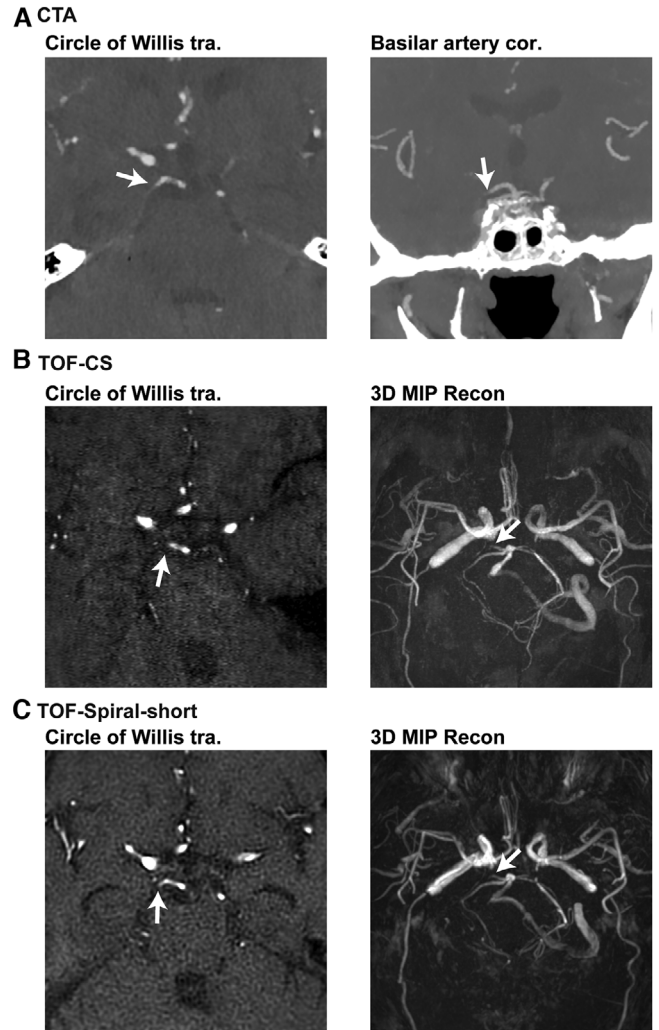 A CTA
Circle of Willis tra.
Basilar artery cor.
B TOF-CS
Circle of Willis tra.
3D MIP Recon
C TOF-Spiral-short
Circle of Willis tra.
3D MIP Recon